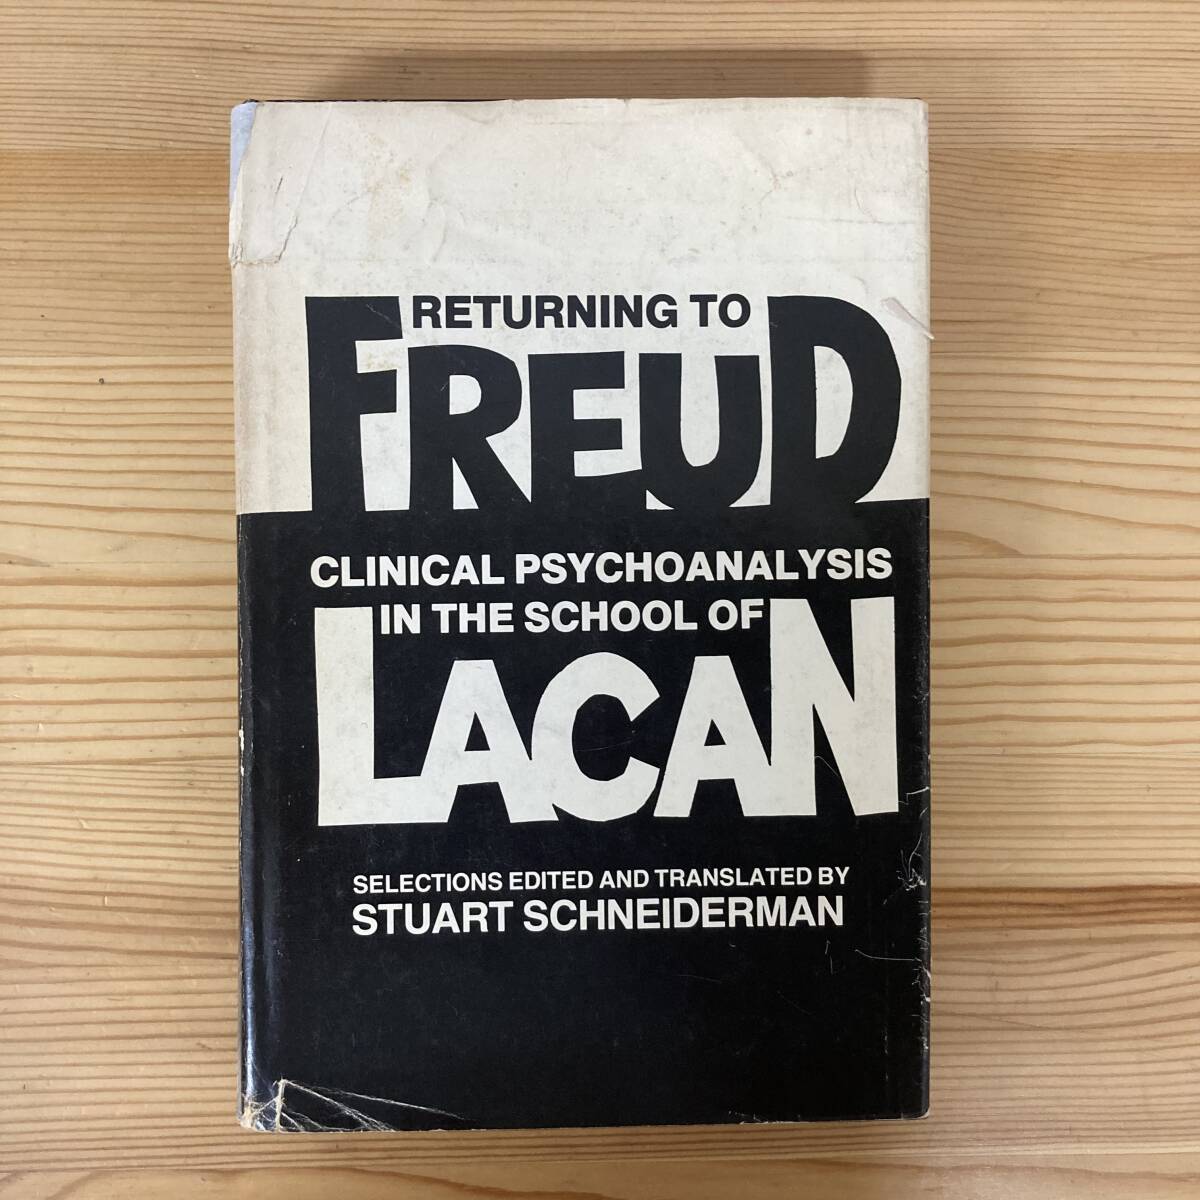 RETURNING TO
FREUD
CLINICAL PSYCHOANALYSIS
IN THE SCHOOL OF
LACAN
SELECTIONS EDITED AND TRANSLATED BY
STUART SCHNEIDERMAN